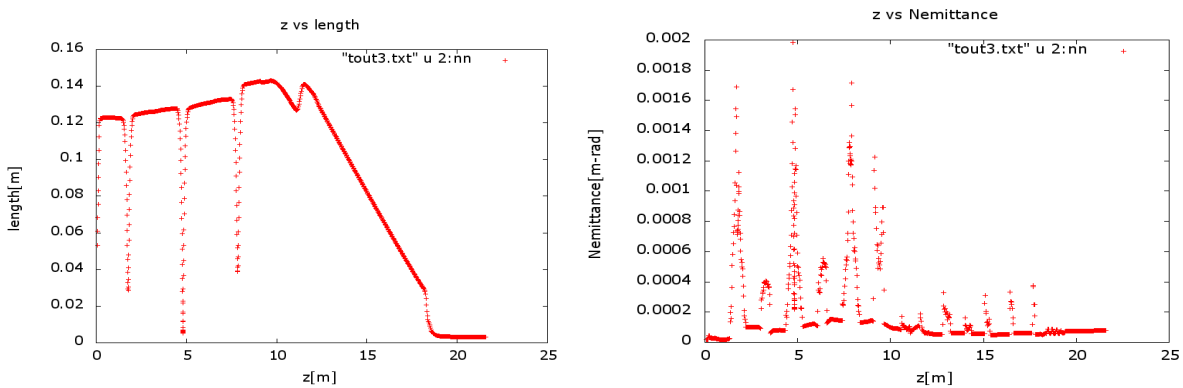 z vs length
"tout3.txt" u 2:nn
length[m]
0.16
0.14
0.12
0.1
0.08
0.06
0.04
0.02
0
0 5 10 15 20 25
z[m]
z vs Nemittance
"tout3.txt" u 2:nn
Nemittance[m-rad]
0.002
0.0018
0.0016
0.0014
0.0012
0.001
0.0008
0.0006
0.0004
0.0002
0
0 5 10 15 20 25
z[m]